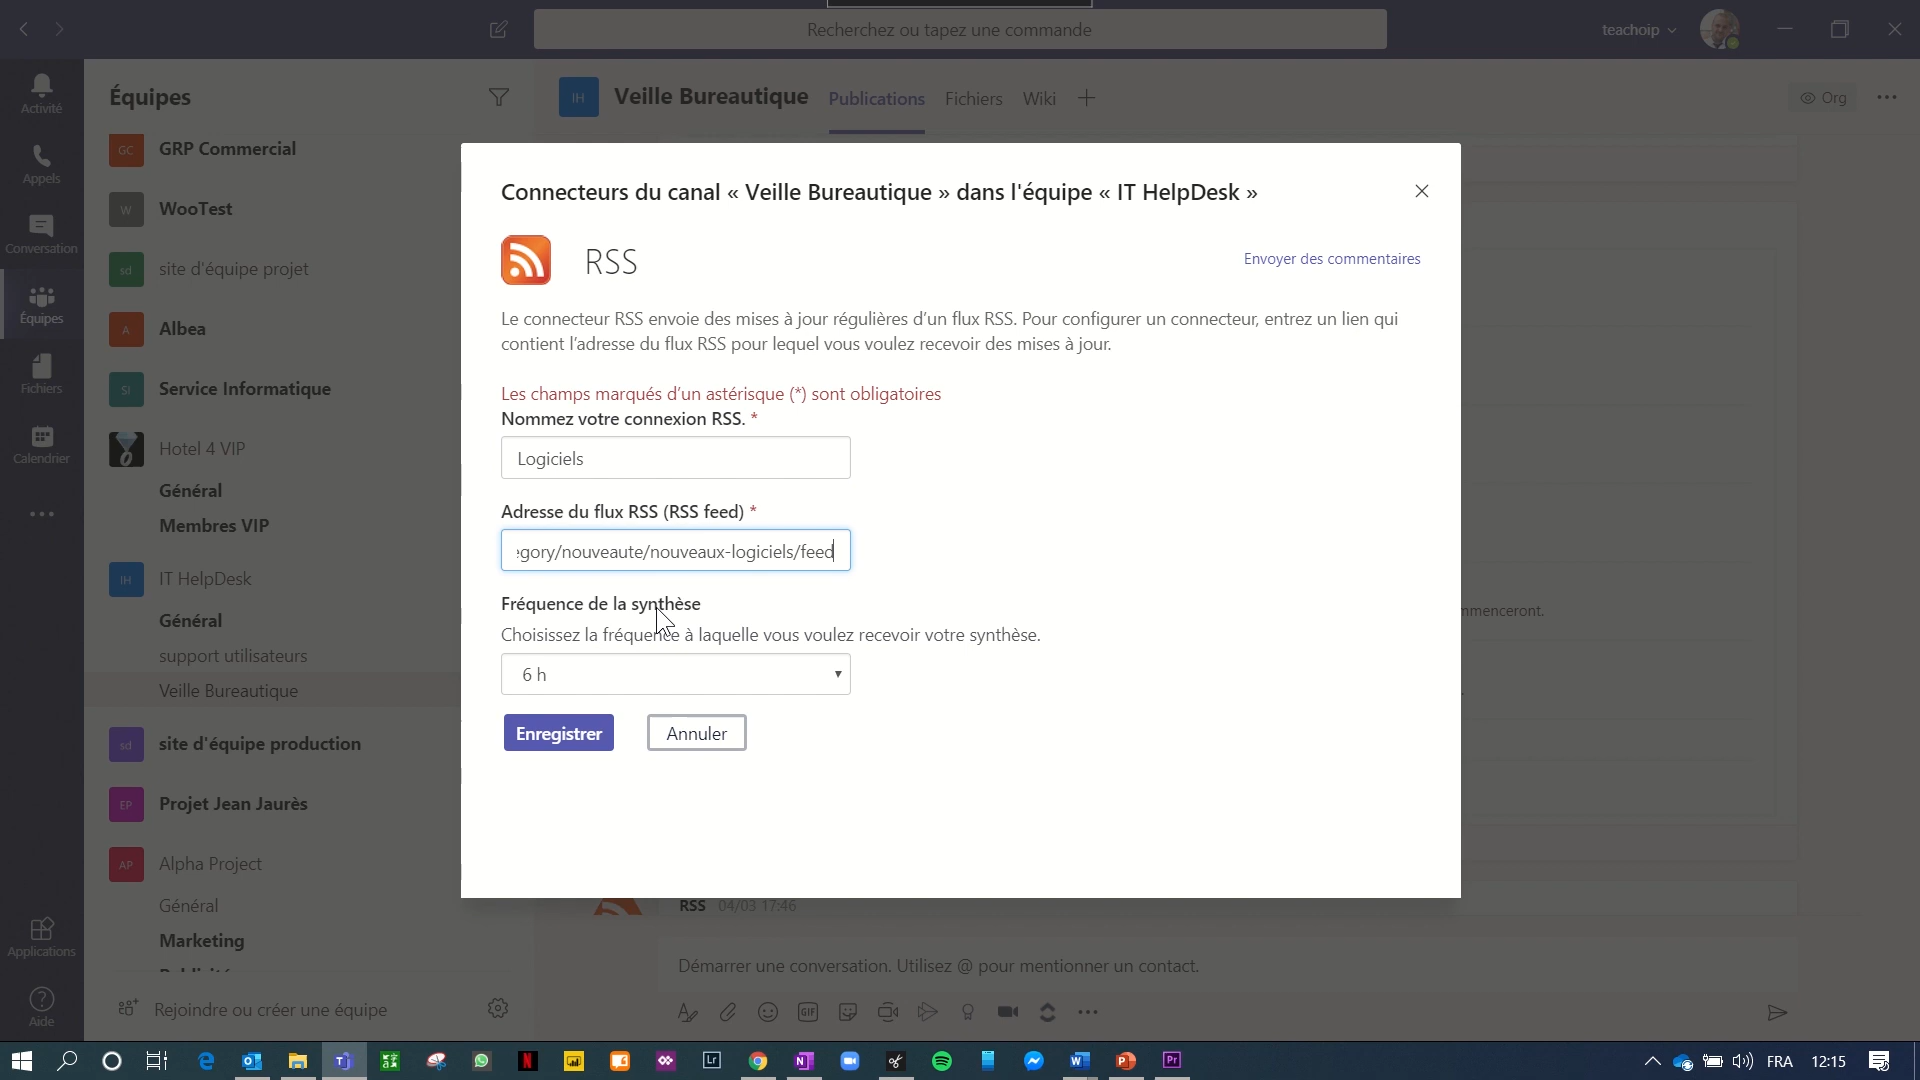 Recherchez ou tapez une commande
teachoip
Activité
Appels
Conversation
Équipes
Fichiers
Calendrier
Applications
Aide
Équipes
GC GRP Commercial
W WooTest
sd site d'équipe projet
A Albea
SI Service Informatique
Hotel 4 VIP
Général
Membres VIP
IH IT HelpDesk
Général
support utilisateurs
Veille Bureautique
sd site d'équipe production
EP Projet Jean Jaurès
AP Alpha Project
Général
Marketing
Rejoindre ou créer une équipe
IH Veille Bureautique Publications Fichiers Wiki
Org
Connecteurs du canal « Veille Bureautique » dans l'équipe « IT HelpDesk »
RSS
Envoyer des commentaires
Le connecteur RSS envoie des mises à jour régulières d’un flux RSS. Pour configurer un connecteur, entrez un lien qui
contient l’adresse du flux RSS pour lequel vous voulez recevoir des mises à jour.
Les champs marqués d’un astérisque (*) sont obligatoires
Nommez votre connexion RSS. *
Logiciels
Adresse du flux RSS (RSS feed) *
egory/nouveaute/nouveaux-logiciels/feed
Fréquence de la synthèse
Choisissez la fréquence à laquelle vous voulez recevoir votre synthèse.
6 h
Enregistrer Annuler
mmenceront.
RSS 04/03 17:46
Démarrer une conversation. Utilisez @ pour mentionner un contact.
GIF
Lr
N
W
P
Pr
FRA 12:15